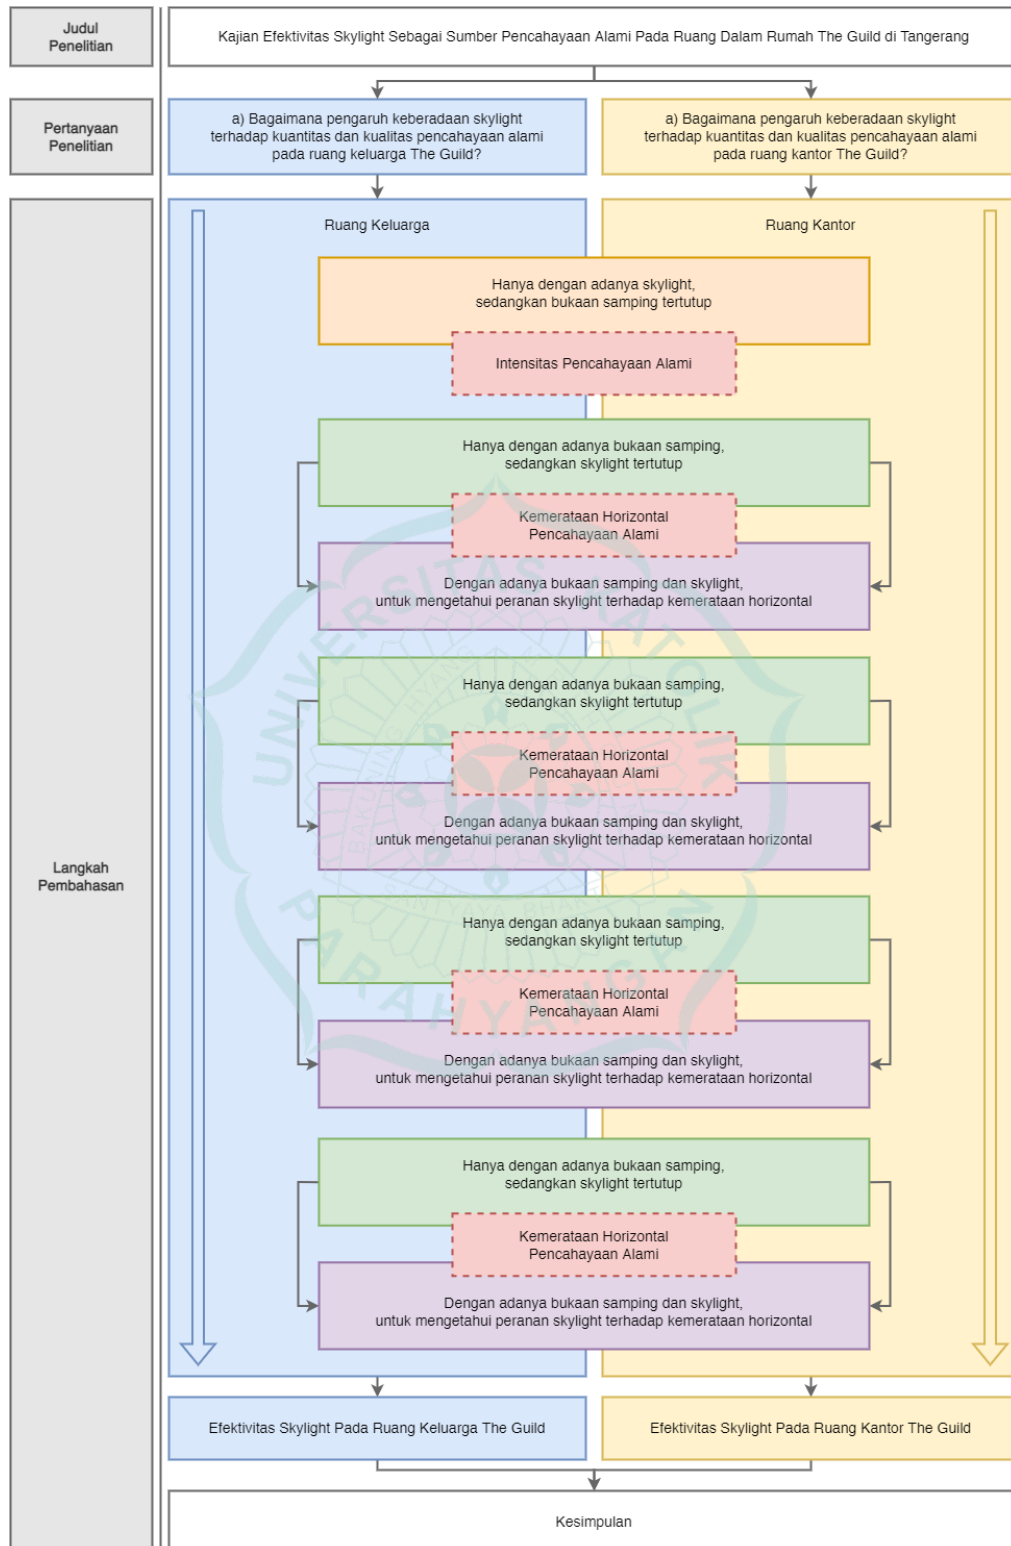 Judul
Penelitian
Kajian Efektivitas Skylight Sebagai Sumber Pencahayaan Alami Pada Ruang Dalam Rumah The Guild di Tangerang
Pertanyaan
Penelitian
a) Bagaimana pengaruh keberadaan skylight
terhadap kuantitas dan kualitas pencahayaan alami
pada ruang keluarga The Guild?
a) Bagaimana pengaruh keberadaan skylight
terhadap kuantitas dan kualitas pencahayaan alami
pada ruang kantor The Guild?
Langkah
Pembahasan
Ruang Keluarga
Ruang Kantor
Hanya dengan adanya skylight,
sedangkan bukaan samping tertutup
Intensitas Pencahayaan Alami
Hanya dengan adanya bukaan samping,
sedangkan skylight tertutup
Kemerataan Horizontal
Pencahayaan Alami
Dengan adanya bukaan samping dan skylight,
untuk mengetahui peranan skylight terhadap kemerataan horizontal
Hanya dengan adanya bukaan samping,
sedangkan skylight tertutup
Kemerataan Horizontal
Pencahayaan Alami
Dengan adanya bukaan samping dan skylight,
untuk mengetahui peranan skylight terhadap kemerataan horizontal
Hanya dengan adanya bukaan samping,
sedangkan skylight tertutup
Kemerataan Horizontal
Pencahayaan Alami
Dengan adanya bukaan samping dan skylight,
untuk mengetahui peranan skylight terhadap kemerataan horizontal
Hanya dengan adanya bukaan samping,
sedangkan skylight tertutup
Kemerataan Horizontal
Pencahayaan Alami
Dengan adanya bukaan samping dan skylight,
untuk mengetahui peranan skylight terhadap kemerataan horizontal
Efektivitas Skylight Pada Ruang Keluarga The Guild
Efektivitas Skylight Pada Ruang Kantor The Guild
Kesimpulan
UNIVERSITAS KATOLIK
PARAHYANGAN